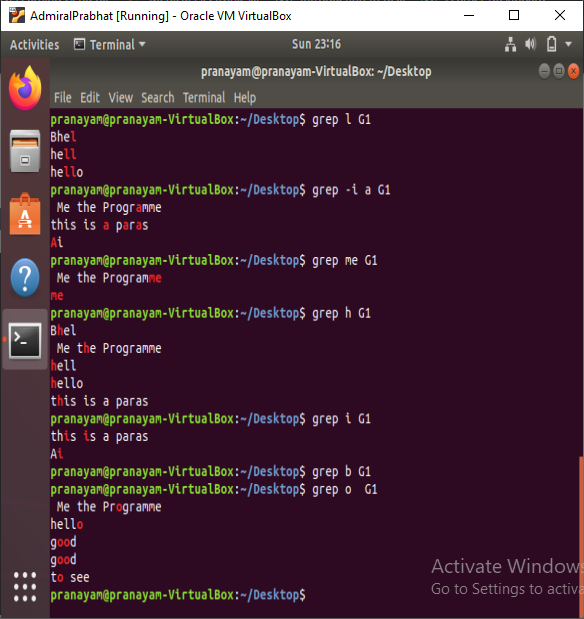 AdmiralPrabhat [Running] - Oracle VM VirtualBox
Activities Terminal Sun 23:16
pranayam@pranayam-VirtualBox: ~/Desktop
File Edit View Search Terminal Help
pranayam@pranayam-VirtualBox:~/Desktop$ grep l G1
Bhel
hell
hello
pranayam@pranayam-VirtualBox:~/Desktop$ grep -i a G1
 Me the Programme
this is a paras
Ai
pranayam@pranayam-VirtualBox:~/Desktop$ grep me G1
 Me the Programme
me
pranayam@pranayam-VirtualBox:~/Desktop$ grep h G1
Bhel
 Me the Programme
hell
hello
this is a paras
pranayam@pranayam-VirtualBox:~/Desktop$ grep i G1
this is a paras
Ai
pranayam@pranayam-VirtualBox:~/Desktop$ grep b G1
pranayam@pranayam-VirtualBox:~/Desktop$ grep o  G1
 Me the Programme
hello
good
good
to see
pranayam@pranayam-VirtualBox:~/Desktop$
Activate Windows
Go to Settings to activa